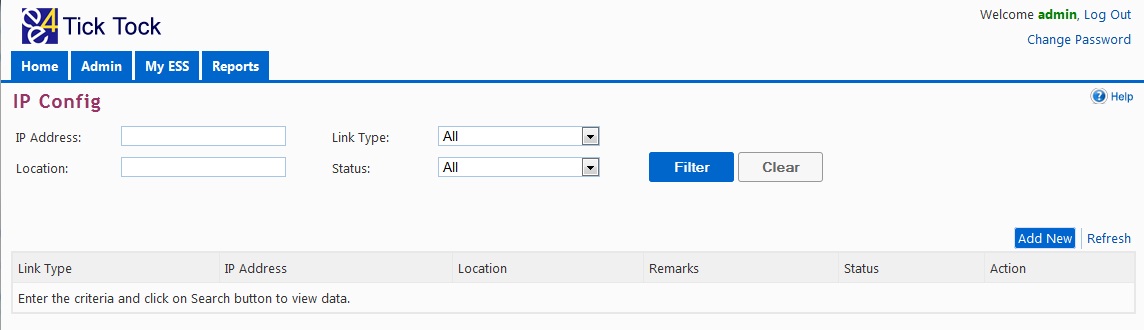 e4e Tick Tock
Welcome admin, Log Out
Change Password
Home Admin My ESS Reports
IP Config
? Help
IP Address: Link Type: All
Location: Status: All Filter Clear
Add New Refresh
Link Type IP Address Location Remarks Status Action
Enter the criteria and click on Search button to view data.